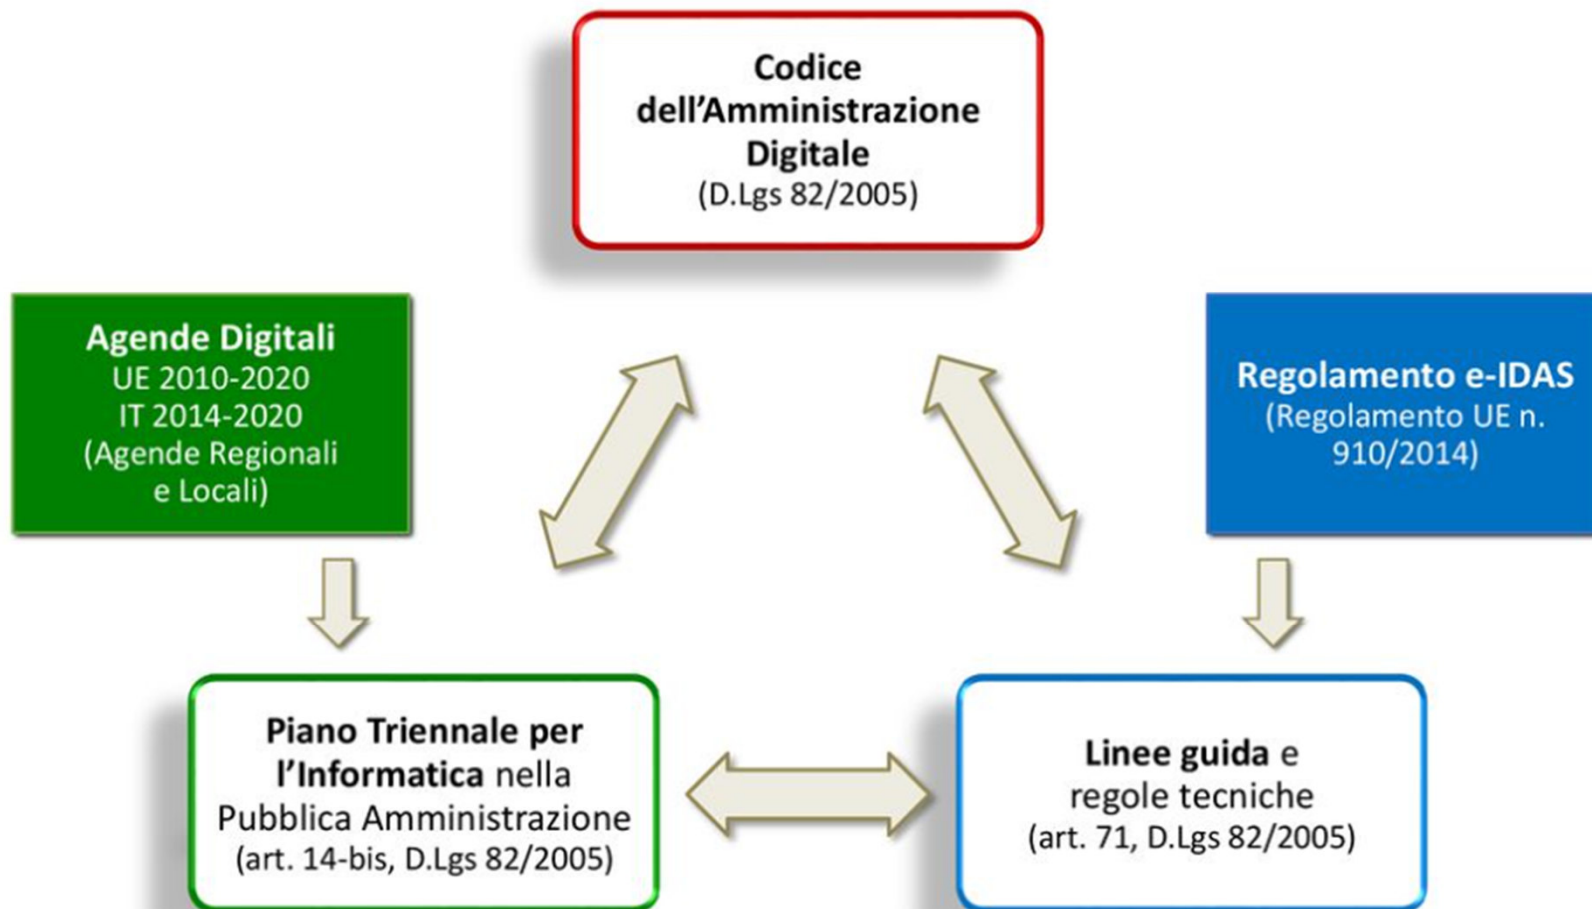 Codice
dell’Amministrazione
Digitale
(D.Lgs 82/2005)
Agende Digitali
UE 2010-2020
IT 2014-2020
(Agende Regionali
e Locali)
Regolamento e-IDAS
(Regolamento UE n.
910/2014)
Piano Triennale per
l’Informatica nella
Pubblica Amministrazione
(art. 14-bis, D.Lgs 82/2005)
Linee guida e
regole tecniche
(art. 71, D.Lgs 82/2005)